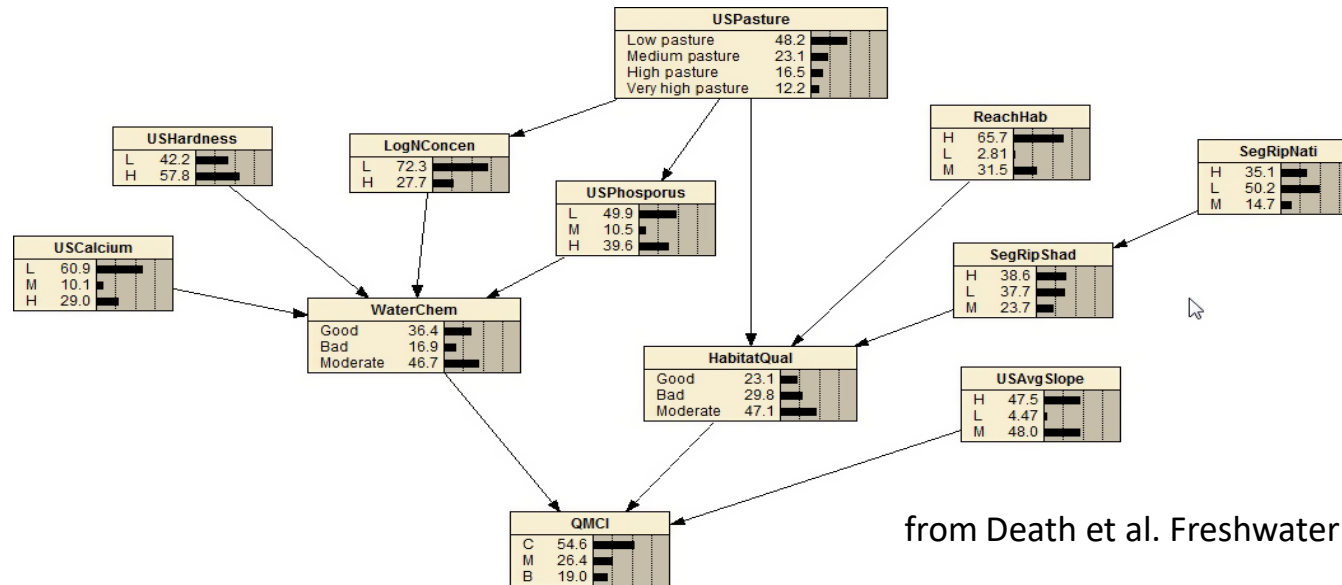 USPasture
Low pasture 48.2
Medium pasture 23.1
High pasture 16.5
Very high pasture 12.2
USHardness
L 42.2
H 57.8
LogNConcen
L 72.3
H 27.7
ReachHab
H 65.7
L 2.81
M 31.5
SegRipNati
H 35.1
L 50.2
M 14.7
USPhosporus
L 49.9
M 10.5
H 39.6
USCalcium
L 60.9
M 10.1
H 29.0
SegRipShad
H 38.6
L 37.7
M 23.7
WaterChem
Good 36.4
Bad 16.9
Moderate 46.7
HabitatQual
Good 23.1
Bad 29.8
Moderate 47.1
USAvgSlope
H 47.5
L 4.47
M 48.0
QMCI
C 54.6
M 26.4
B 19.0
from Death et al. Freshwater